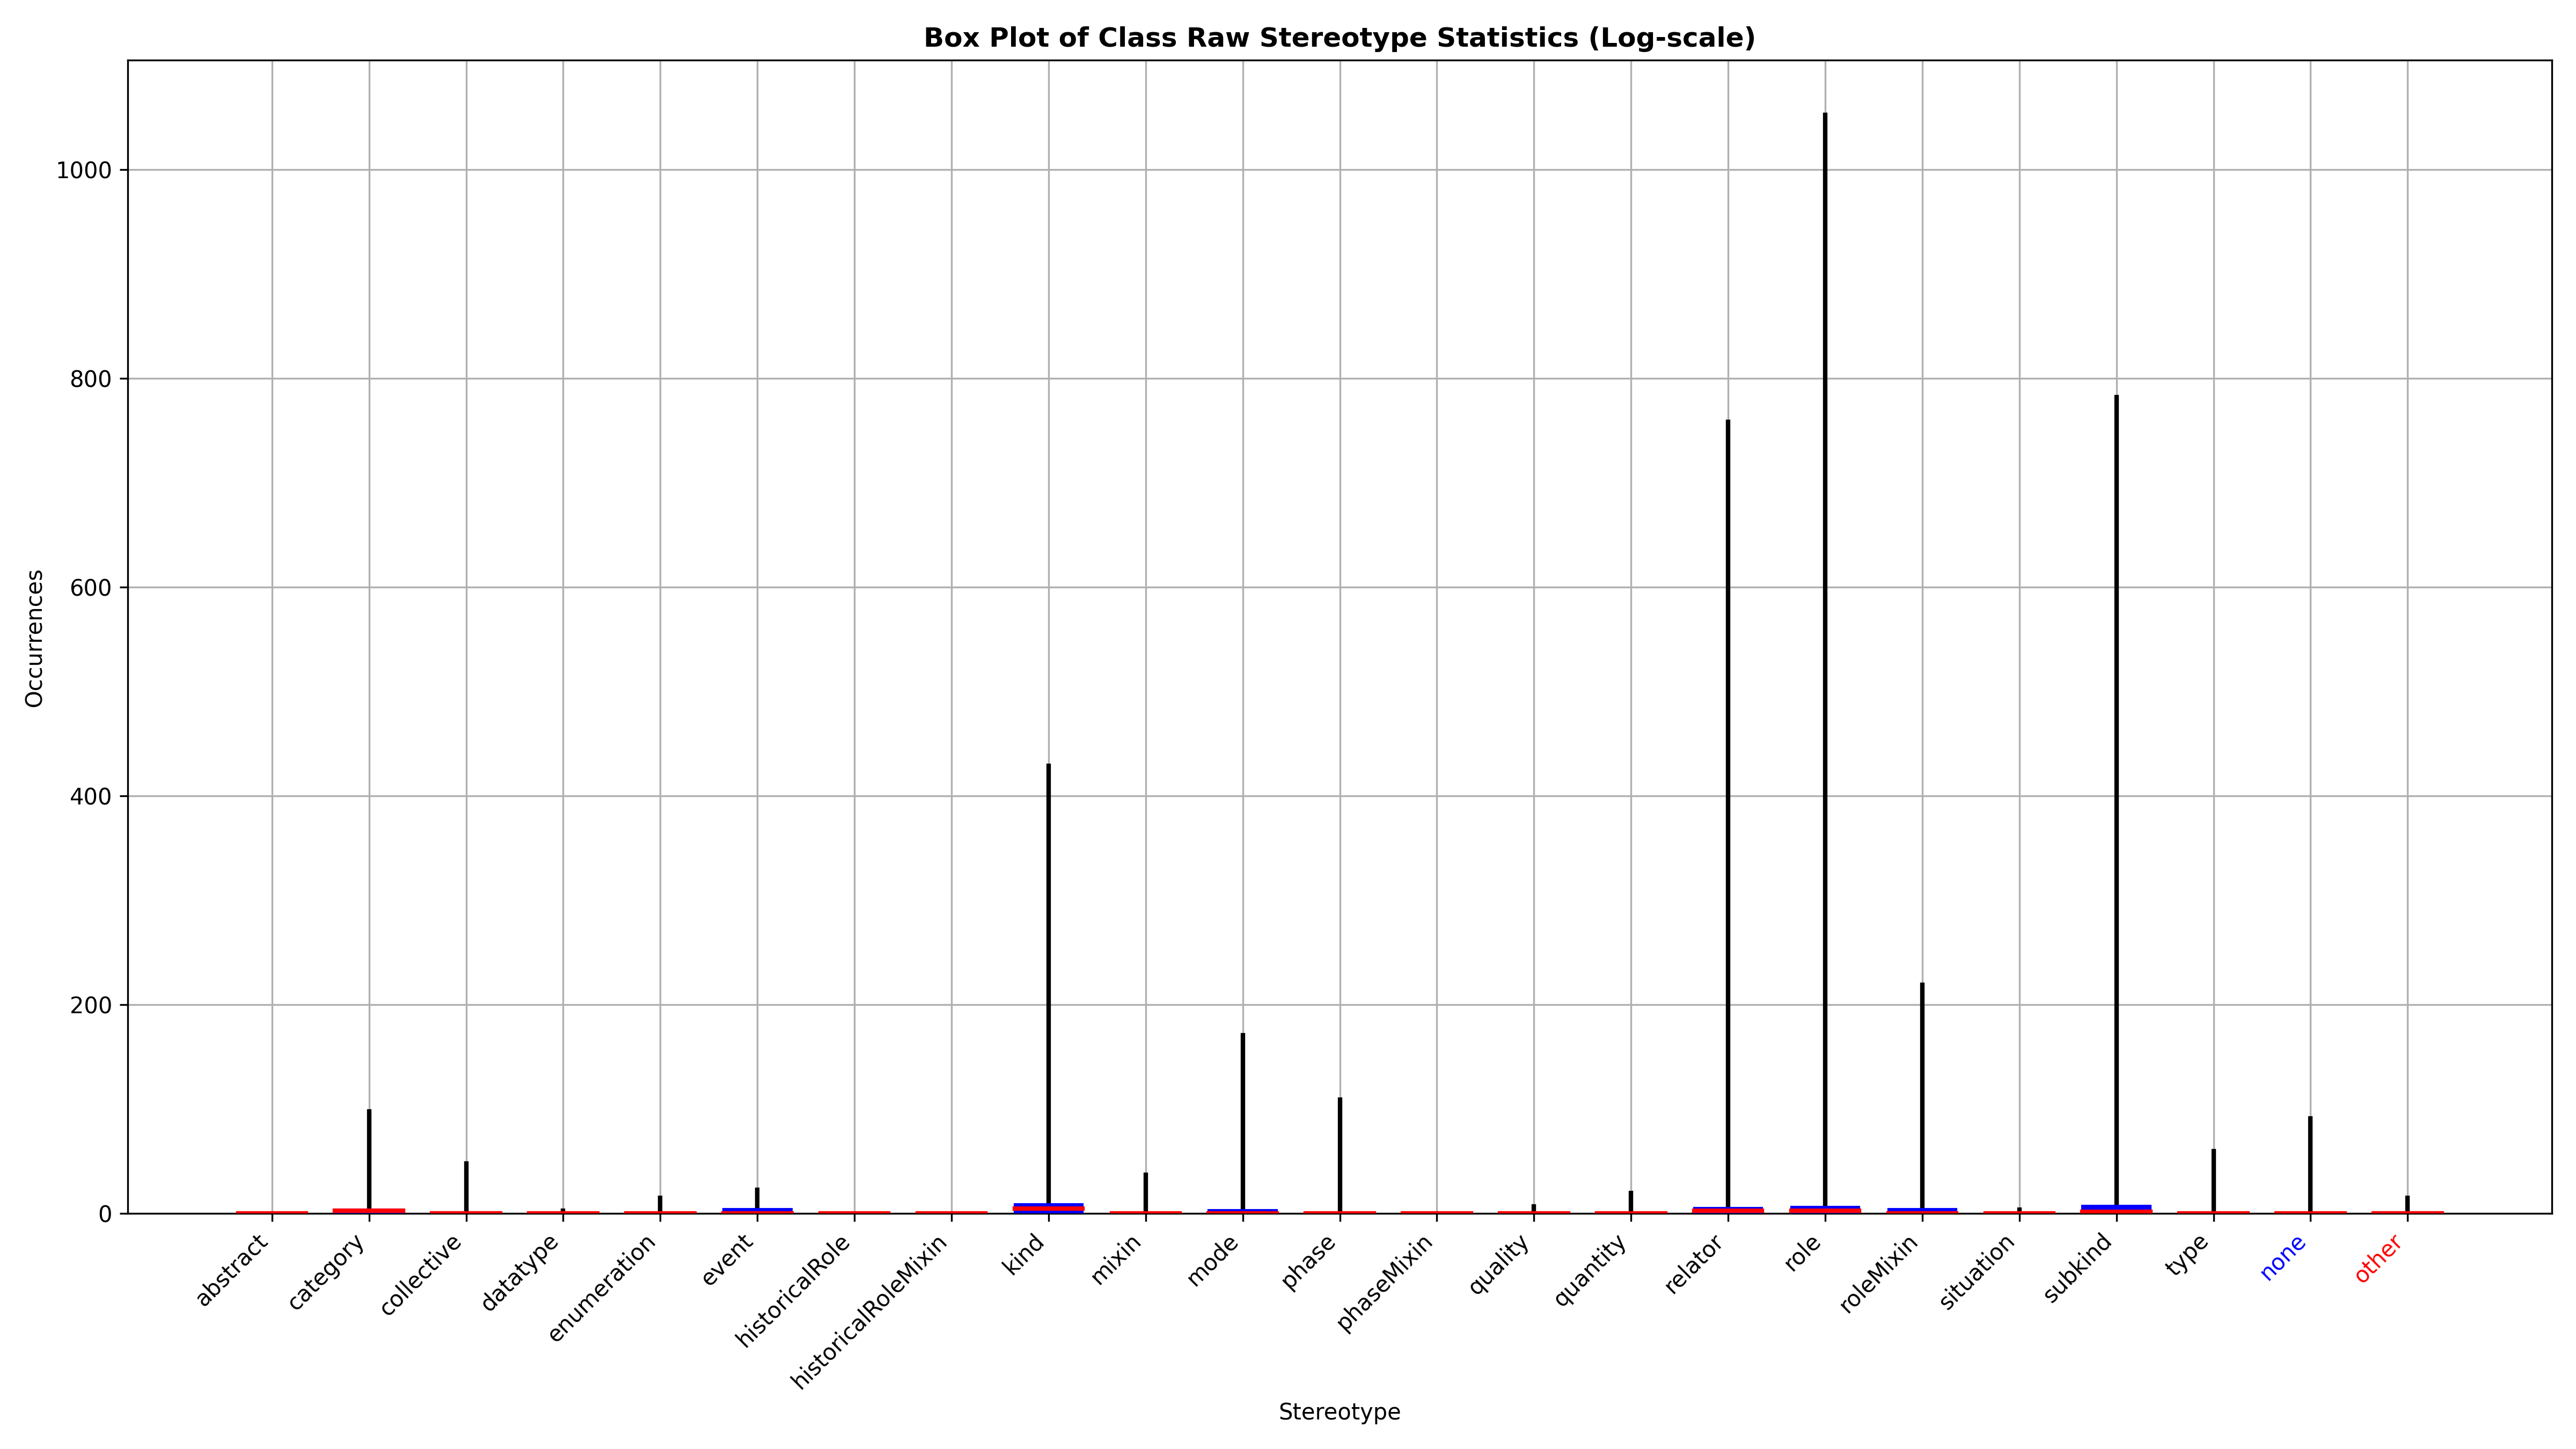 Box Plot of Class Raw Stereotype Statistics (Log-scale)
Occurrences
1000
800
600
400
200
0
abstract
category
collective
datatype
enumeration
event
historicalRole
historicalRoleMixin
kind
mixin
mode
phase
phaseMixin
quality
quantity
relator
role
roleMixin
situation
subkind
type
none
other
Stereotype